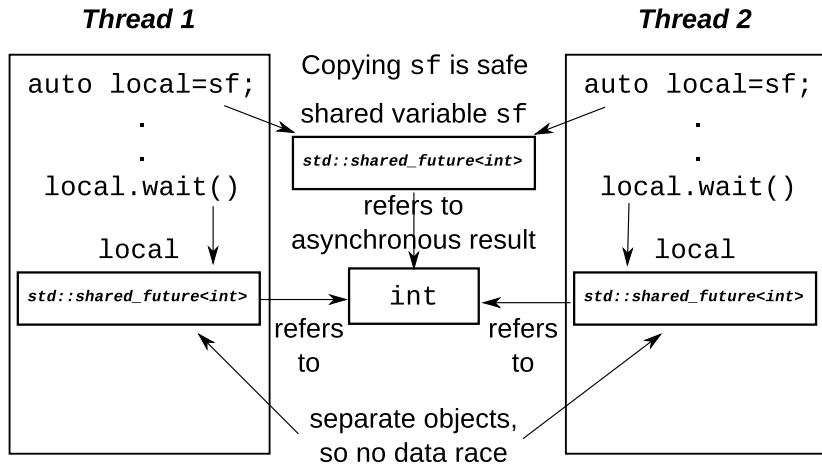 Thread 1
Thread 2
auto local=sf;
.
.
local.wait()
local
std::shared_future<int>
Copying sf is safe
shared variable sf
std::shared_future<int>
refers to
asynchronous result
int
auto local=sf;
.
.
local.wait()
local
std::shared_future<int>
refers
to
refers
to
separate objects,
so no data race